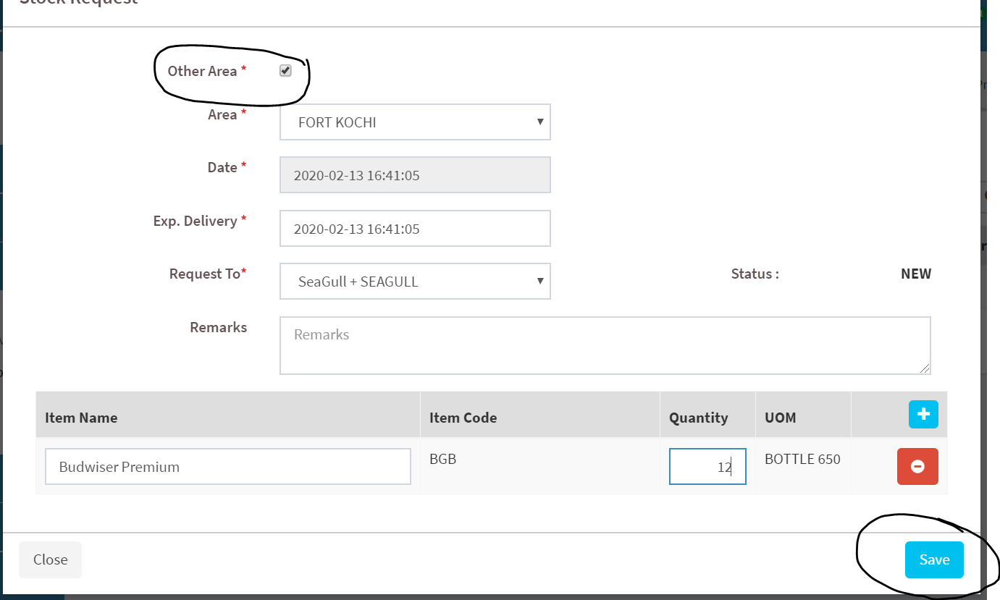 Stock Request
Other Area *
Area * FORT KOCHI
Date * 2020-02-13 16:41:05
Exp. Delivery * 2020-02-13 16:41:05
Request To* SeaGull + SEAGULL Status : NEW
Remarks Remarks
Item Name Item Code Quantity UOM
Budwiser Premium BGB 12 BOTTLE 650
Close Save